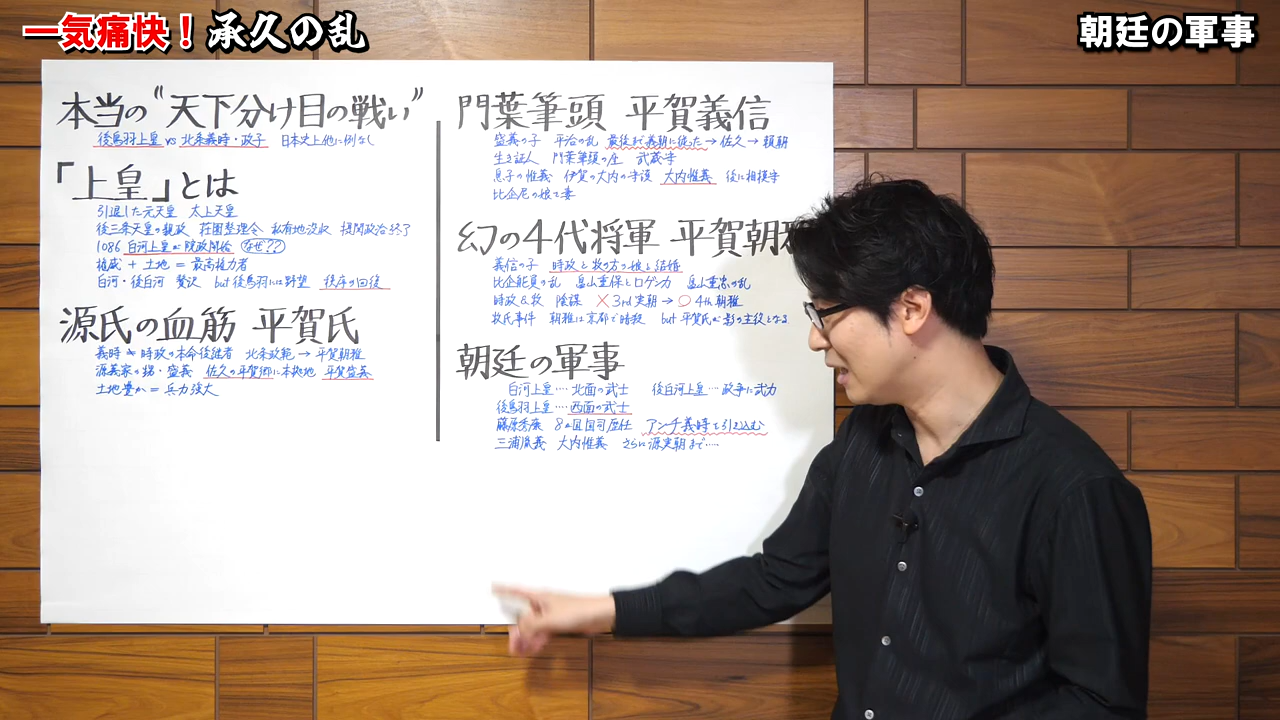 一気痛快!承久の乱
朝廷の軍事
本当の"天下分け目の戦い"
後鳥羽上皇 vs 北条義時・政子 日本史上他に例なし
「上皇」とは
引退した元天皇 太上天皇
後三条天皇の親政 荘園整理令 私有地没収 摂関政治終了
1086 白河上皇が院政開始 なぜ??
権威 + 土地 = 最高権力者
白河・後白河 贅沢 but 後鳥羽には野望 秩序の回復
源氏の血筋 平賀氏
義時 ≠ 時政の本命後継者 北条政範 → 平賀朝雅
源義家の甥・盛義 佐久の平賀郷に本拠地 平賀盛義
土地豊か = 兵力強大
門葉筆頭 平賀義信
盛義の子 平治の乱 最後まで義朝に従った → 佐久 → 頼朝
生き証人 門葉筆頭の座 武蔵守
息子の惟義 伊賀の大内の守護 大内惟義 後に相模守
比企尼の娘で妻
幻の4代将軍 平賀朝雅
義信の子 時政と牧の方の娘と結婚
比企能員の乱 畠山重保と口ゲンカ 畠山重忠の乱
時政&牧 陰謀 ✕3rd実朝 → ○4th朝雅
牧氏事件 朝雅は京都で暗殺 but 平賀氏が影の主役となる
朝廷の軍事
白河上皇…北面の武士 後白河上皇…政争に武力
後鳥羽上皇…西面の武士
藤原秀康 8ヵ国国司歴任 アンチ義時を引き込む
三浦胤義 大内惟義 さらに源実朝まで….